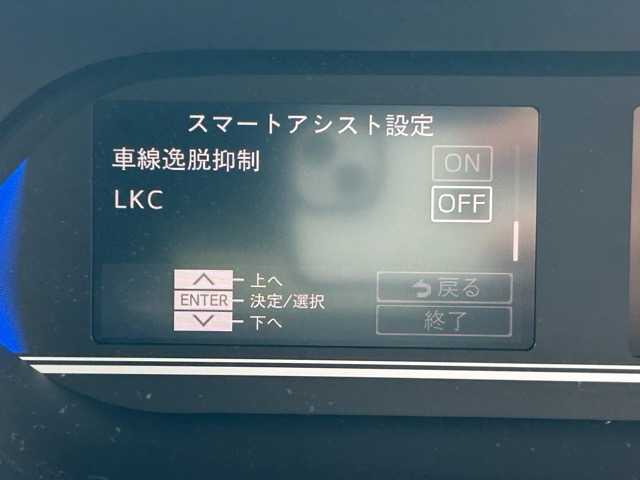 スマートアシスト設定
車線逸脱抑制 ON
LKC OFF
上へ
ENTER 決定/選択
下へ
戻る
終了